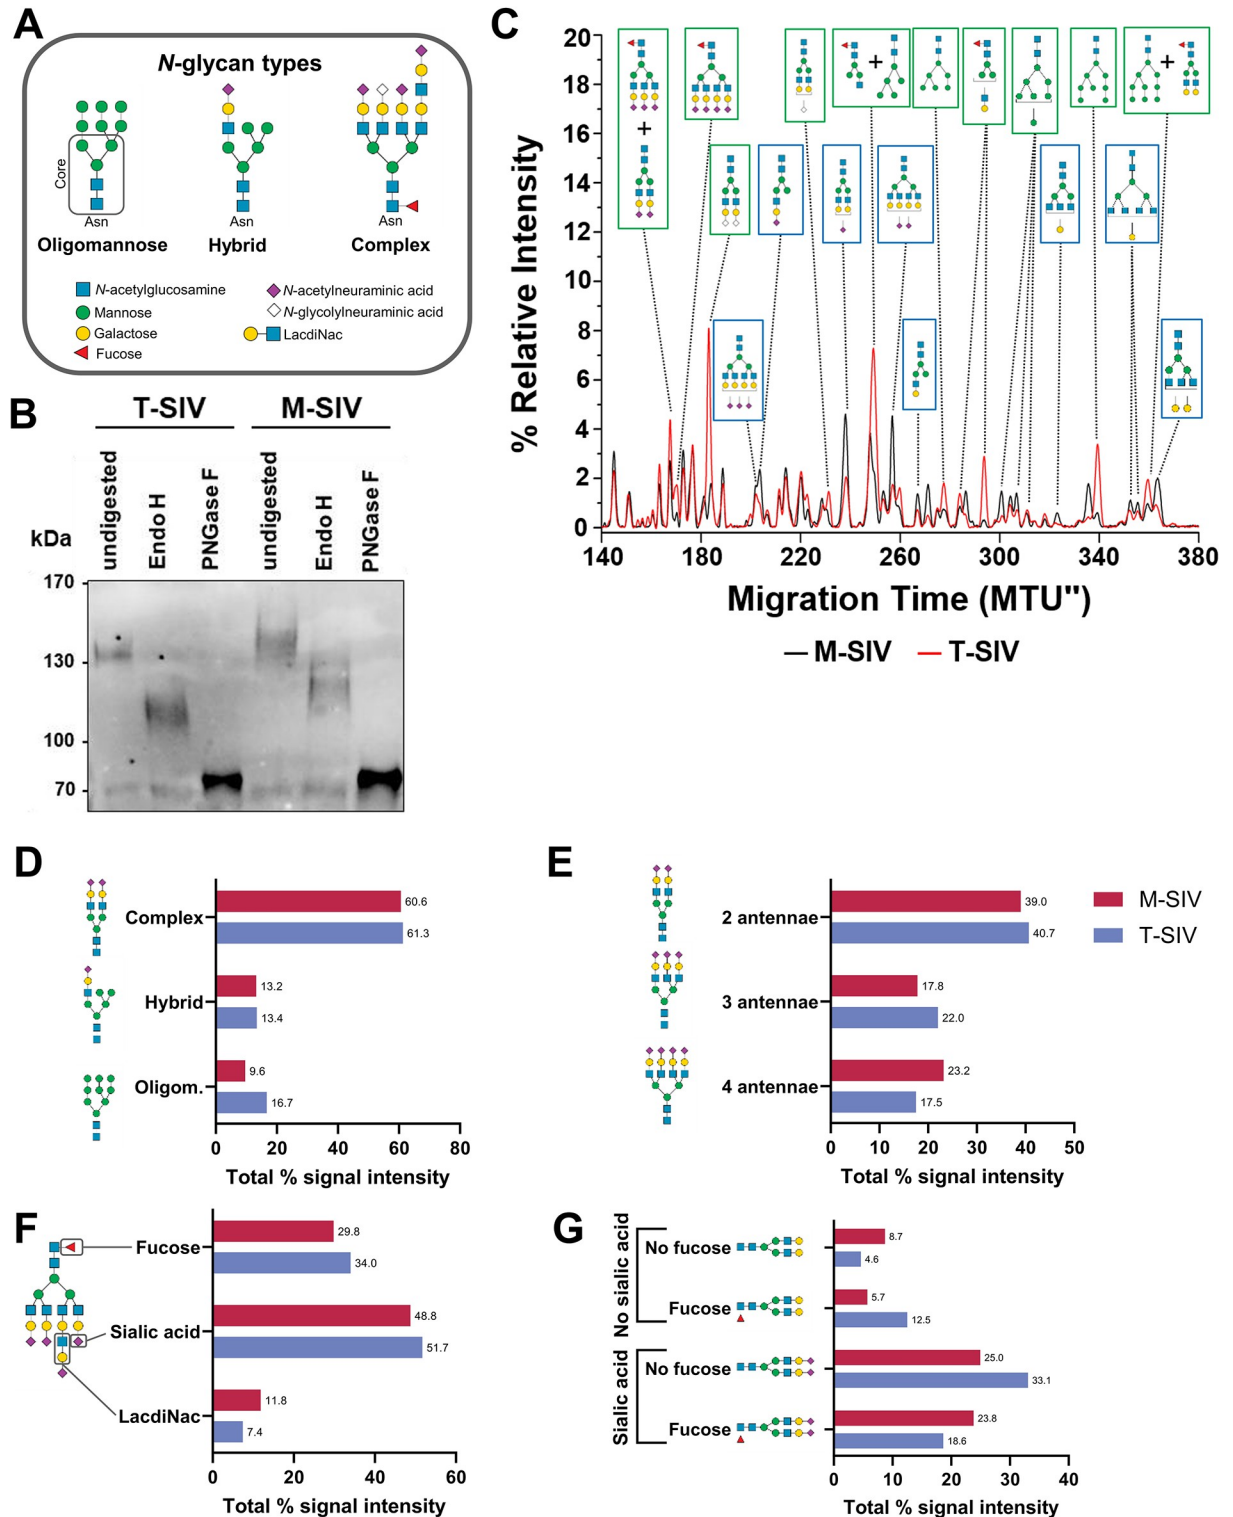 A
N-glycan types
Core
Asn
Asn
Asn
Oligomannose
Hybrid
Complex
N-acetylglucosamine
Mannose
Galactose
Fucose
N-acetylneuraminic acid
N-glycolylneuraminic acid
LacdiNac
B
T-SIV
M-SIV
undigested
Endo H
PNGase F
undigested
Endo H
PNGase F
kDa
170
130
100
70
C
% Relative Intensity
20
18
16
14
12
10
8
6
4
2
0
+
+
+
140
180
220
260
300
340
380
Migration Time (MTU")
M-SIV
T-SIV
D
Complex
60.6
61.3
Hybrid
13.2
13.4
Oligom.
9.6
16.7
0
20
40
60
80
Total % signal intensity
E
2 antennae
39.0
40.7
3 antennae
17.8
22.0
4 antennae
23.2
17.5
0
10
20
30
40
50
Total % signal intensity
M-SIV
T-SIV
F
Fucose
29.8
34.0
Sialic acid
48.8
51.7
LacdiNac
11.8
7.4
0
20
40
60
Total % signal intensity
G
No sialic acid
No fucose
8.7
4.6
Fucose
5.7
12.5
Sialic acid
No fucose
25.0
33.1
Fucose
23.8
18.6
0
10
20
30
40
Total % signal intensity